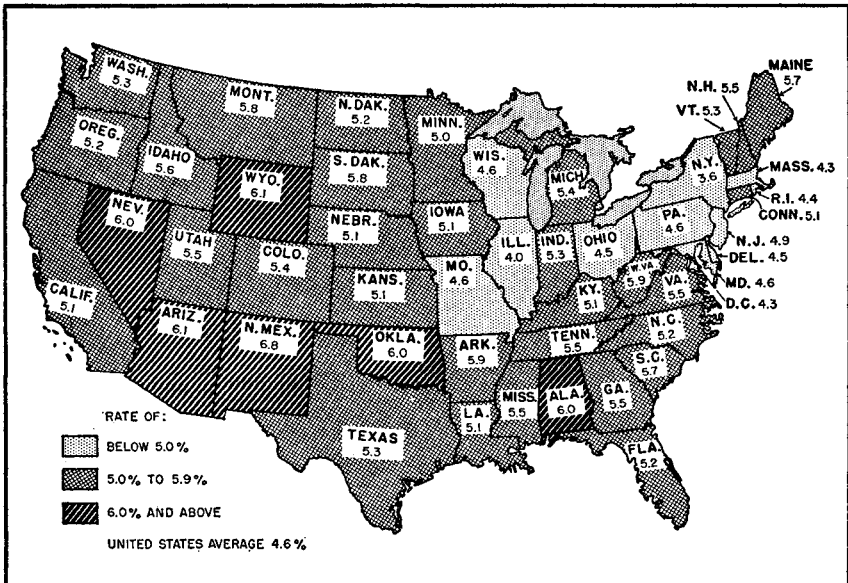 WASH.
5.3
MONT.
5.8
N.DAK.
5.2
MINN.
5.0
MAINE
5.7
N.H. 5.5
VT. 5.3
OREG.
5.2
IDAHO
5.6
WYO.
6.1
S.DAK.
5.8
WIS.
4.6
MICH
5.4
N.Y.
3.6
MASS. 4.3
R.I. 4.4
CONN. 5.1
NEV.
6.0
UTAH
5.5
COLO.
5.4
NEBR.
5.1
IOWA
5.1
ILL.
4.0
IND.
5.3
OHIO
4.5
PA.
4.6
N.J. 4.9
DEL. 4.5
MD. 4.6
D.C. 4.3
CALIF.
5.1
KANS.
5.1
MO.
4.6
KY.
5.1
W.VA.
5.9
VA.
5.5
ARIZ.
6.1
N.MEX.
6.8
OKLA.
6.0
ARK.
5.9
TENN.
5.5
N.C.
5.2
S.C.
5.7
TEXAS
5.3
LA.
5.1
MISS.
5.5
ALA.
6.0
GA.
5.5
FLA.
5.2
RATE OF:
BELOW 5.0%
5.0% TO 5.9%
6.0% AND ABOVE
UNITED STATES AVERAGE 4.6%